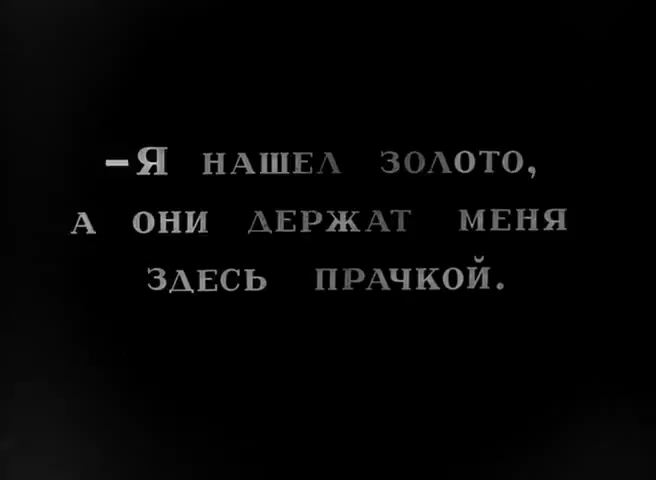 –Я НАШЕЛ ЗОЛОТО,
А ОНИ ДЕРЖАТ МЕНЯ
ЗДЕСЬ ПРАЧКОЙ.